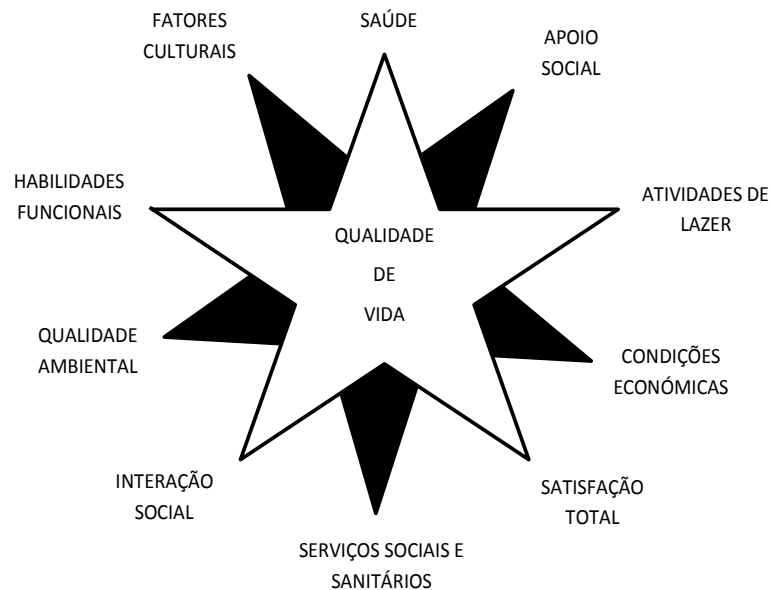 FATORES
CULTURAIS
SAÚDE
APOIO
SOCIAL
HABILIDADES
FUNCIONAIS
ATIVIDADES DE
LAZER
QUALIDADE
DE
VIDA
QUALIDADE
AMBIENTAL
CONDIÇÕES
ECONÓMICAS
INTERAÇÃO
SOCIAL
SATISFAÇÃO
TOTAL
SERVIÇOS SOCIAIS E
SANITÁRIOS